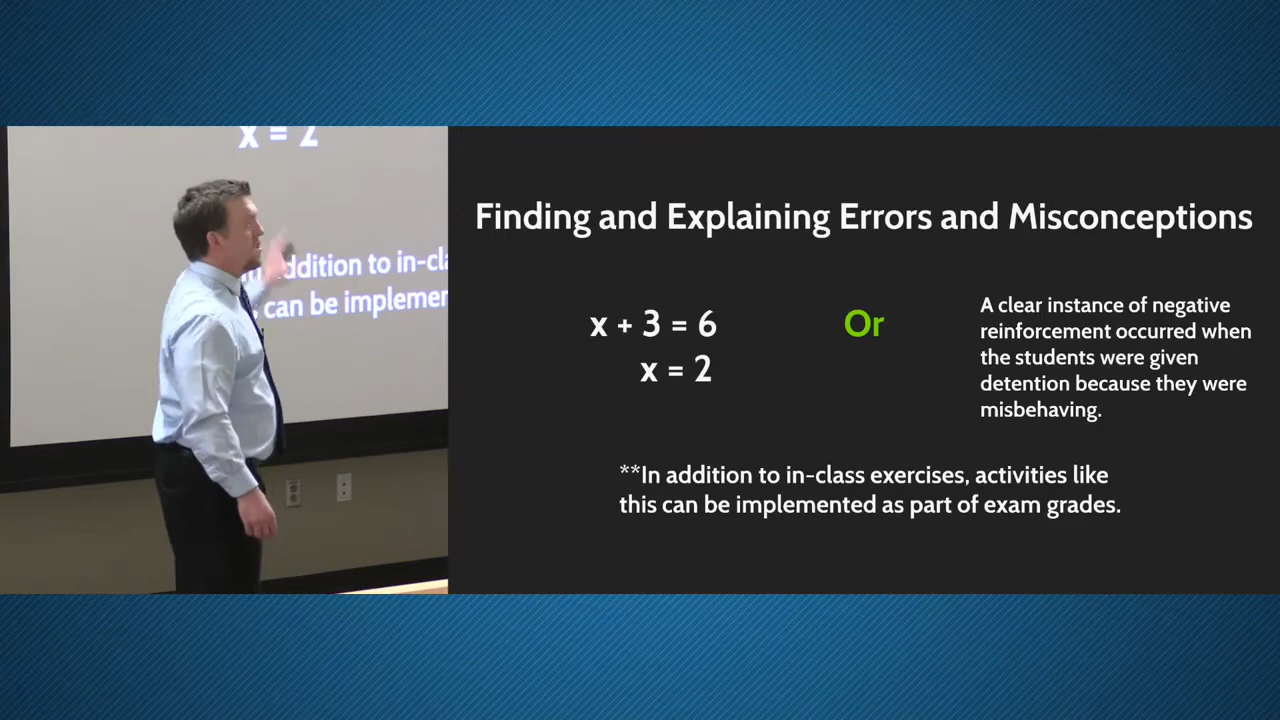 x = 2
addition to in-cla
can be implemen
Finding and Explaining Errors and Misconceptions
x + 3 = 6
x = 2
Or
A clear instance of negative
reinforcement occurred when
the students were given
detention because they were
misbehaving.
**In addition to in-class exercises, activities like
this can be implemented as part of exam grades.